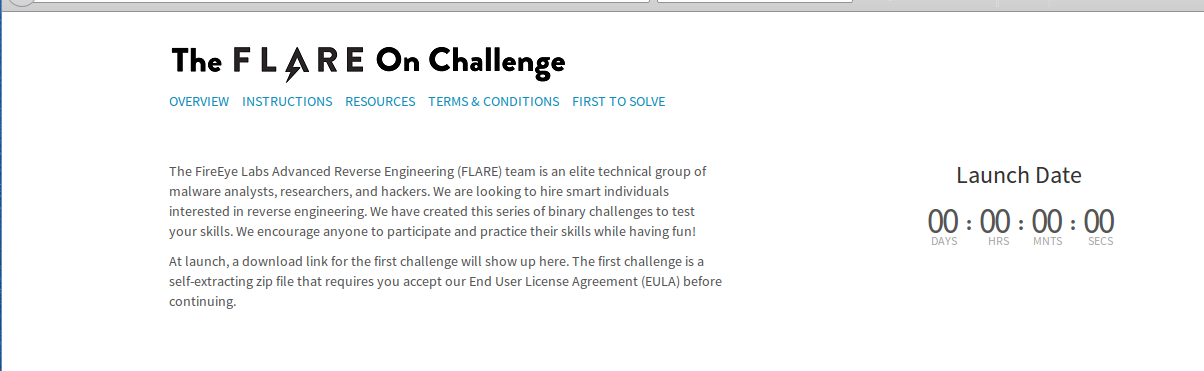 The FLARE On Challenge
OVERVIEW INSTRUCTIONS RESOURCES TERMS & CONDITIONS FIRST TO SOLVE
The FireEye Labs Advanced Reverse Engineering (FLARE) team is an elite technical group of
malware analysts, researchers, and hackers. We are looking to hire smart individuals
interested in reverse engineering. We have created this series of binary challenges to test
your skills. We encourage anyone to participate and practice their skills while having fun!
At launch, a download link for the first challenge will show up here. The first challenge is a
self-extracting zip file that requires you accept our End User License Agreement (EULA) before
continuing.
Launch Date
00 : 00 : 00 : 00
DAYS HRS MNTS SECS